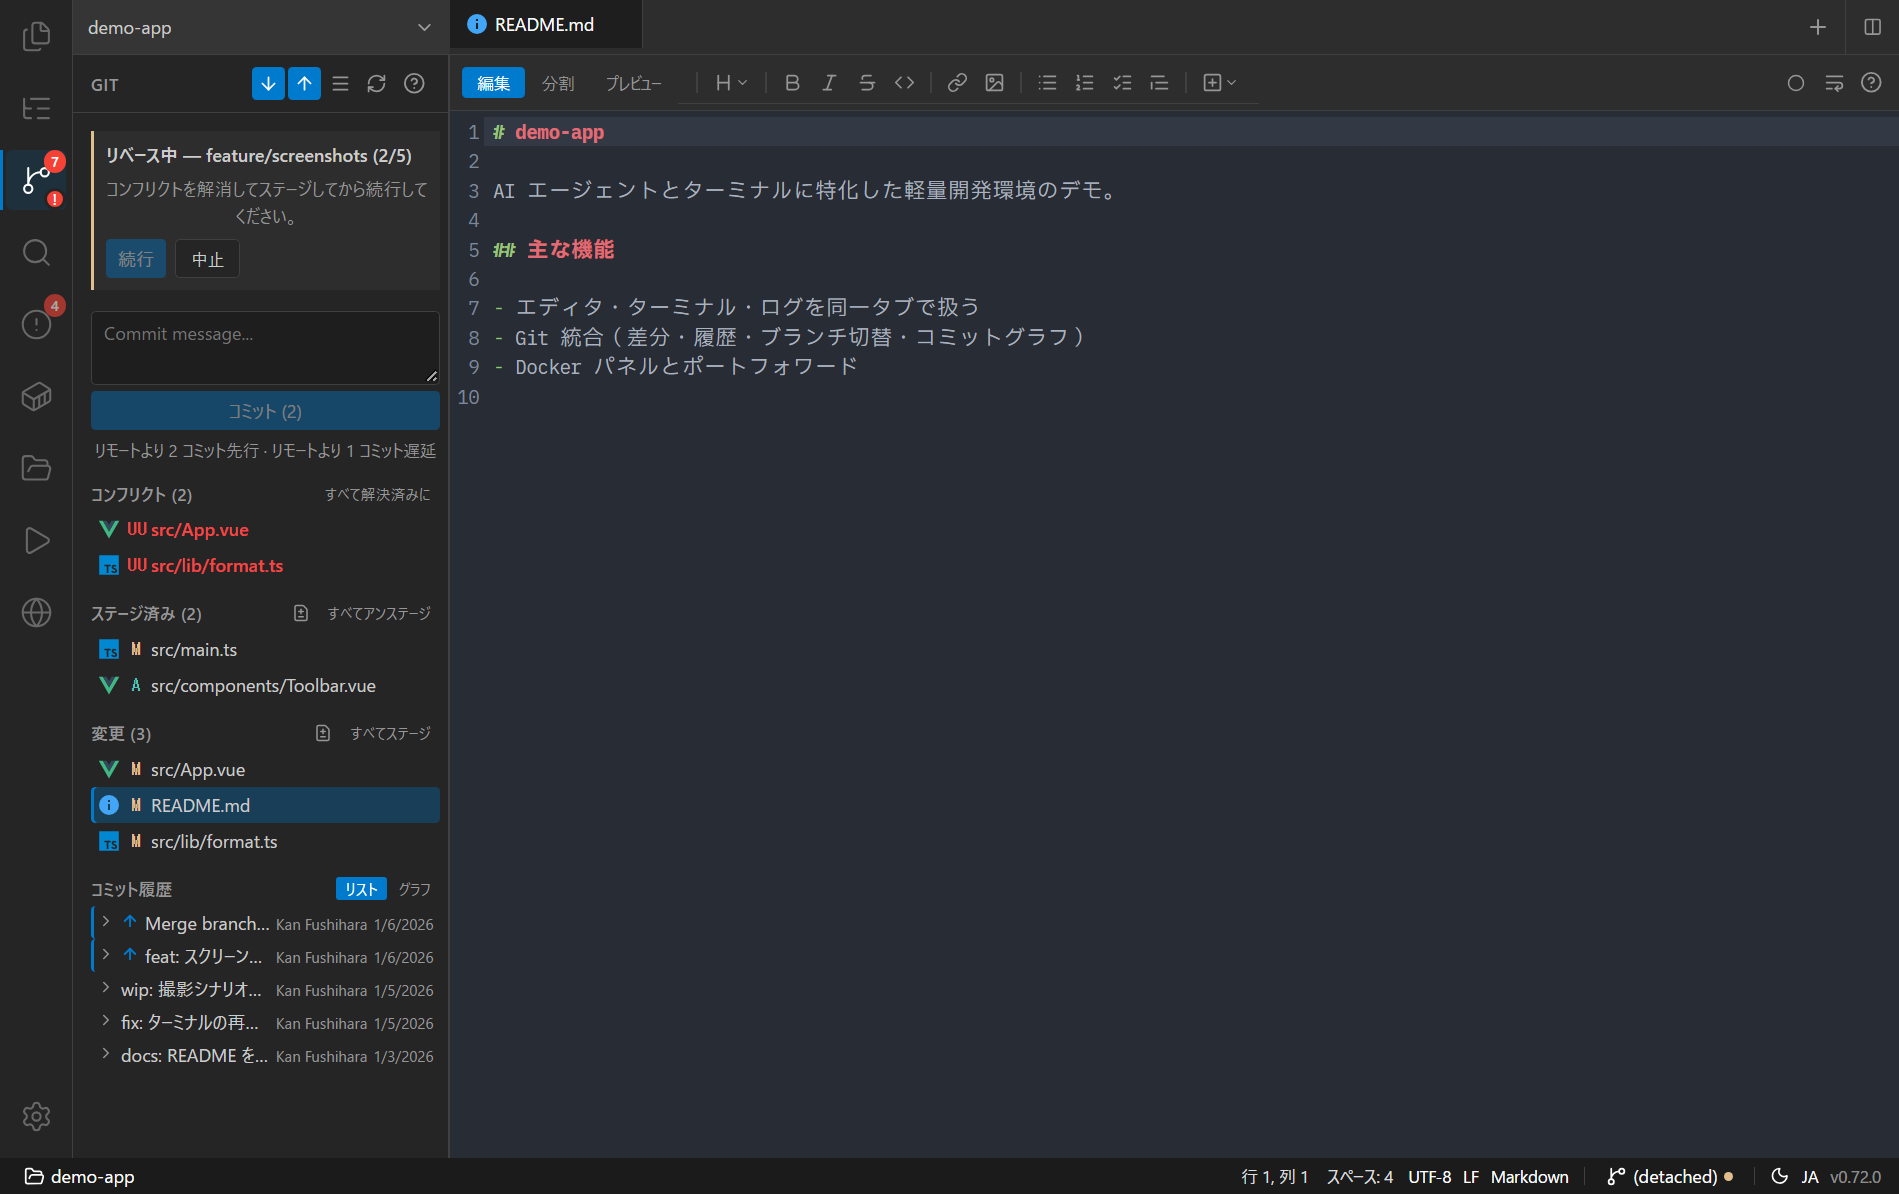 demo-app
README.md
GIT
リベース中 — feature/screenshots (2/5)
コンフリクトを解消してステージしてから続行して
ください。
続行
中止
Commit message...
コミット (2)
リモートより 2 コミット先行 · リモートより 1 コミット遅延
コンフリクト (2)
すべて解決済みに
UU src/App.vue
TS UU src/lib/format.ts
ステージ済み (2)
すべてアンステージ
TS M src/main.ts
A src/components/Toolbar.vue
変更 (3)
すべてステージ
M src/App.vue
M README.md
TS M src/lib/format.ts
コミット履歴
リスト
グラフ
Merge branch... Kan Fushihara 1/6/2026
feat: スクリーン... Kan Fushihara 1/6/2026
wip: 撮影シナリオ... Kan Fushihara 1/5/2026
fix: ターミナルの再... Kan Fushihara 1/5/2026
docs: README を... Kan Fushihara 1/3/2026
7
!
4
編集
分割
プレビュー
H
B
I
S
1 # demo-app
2
3 AI エージェントとターミナルに特化した軽量開発環境のデモ。
4
5 ## 主な機能
6
7 - エディタ・ターミナル・ログを同一タブで扱う
8 - Git 統合（差分・履歴・ブランチ切替・コミットグラフ）
9 - Docker パネルとポートフォワード
10
demo-app
行 1, 列 1
スペース: 4
UTF-8
LF
Markdown
(detached)
JA
v0.72.0